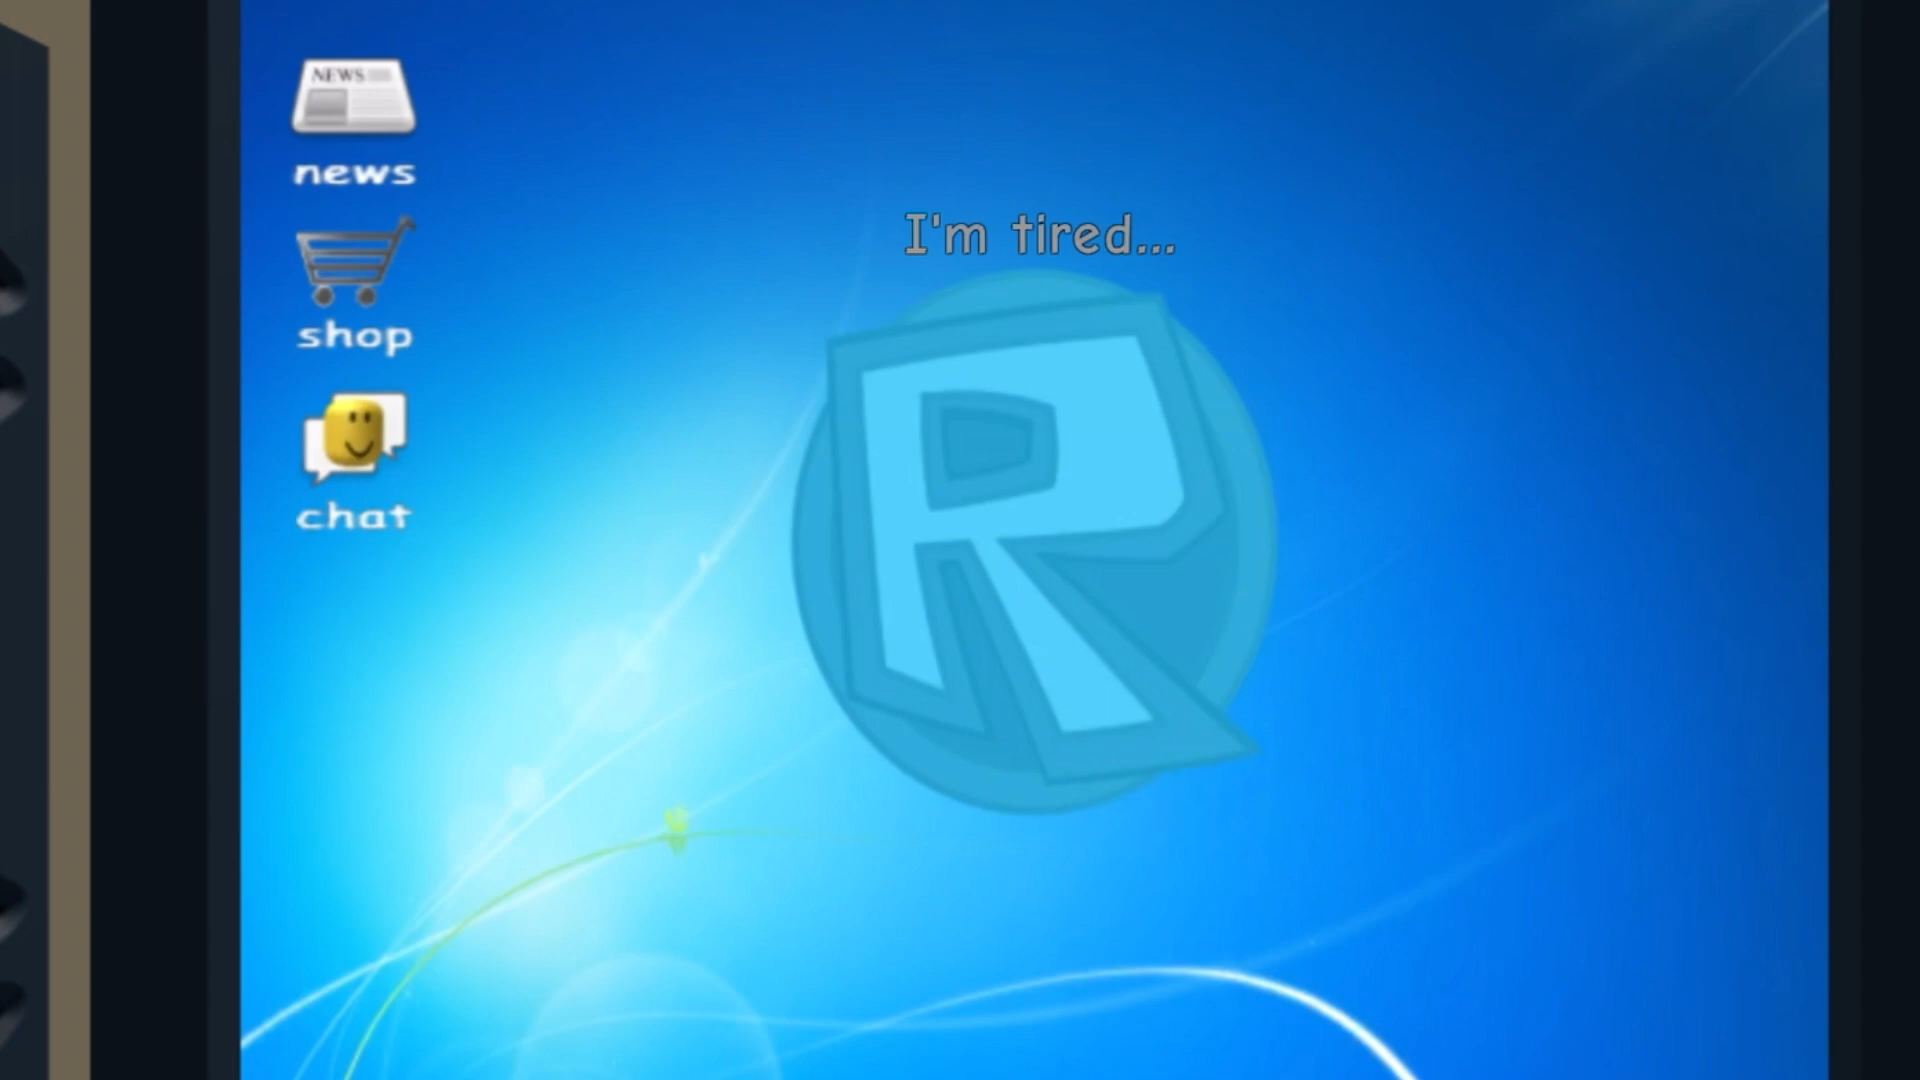 NEWS
news
I'm tired...
shop
chat
R